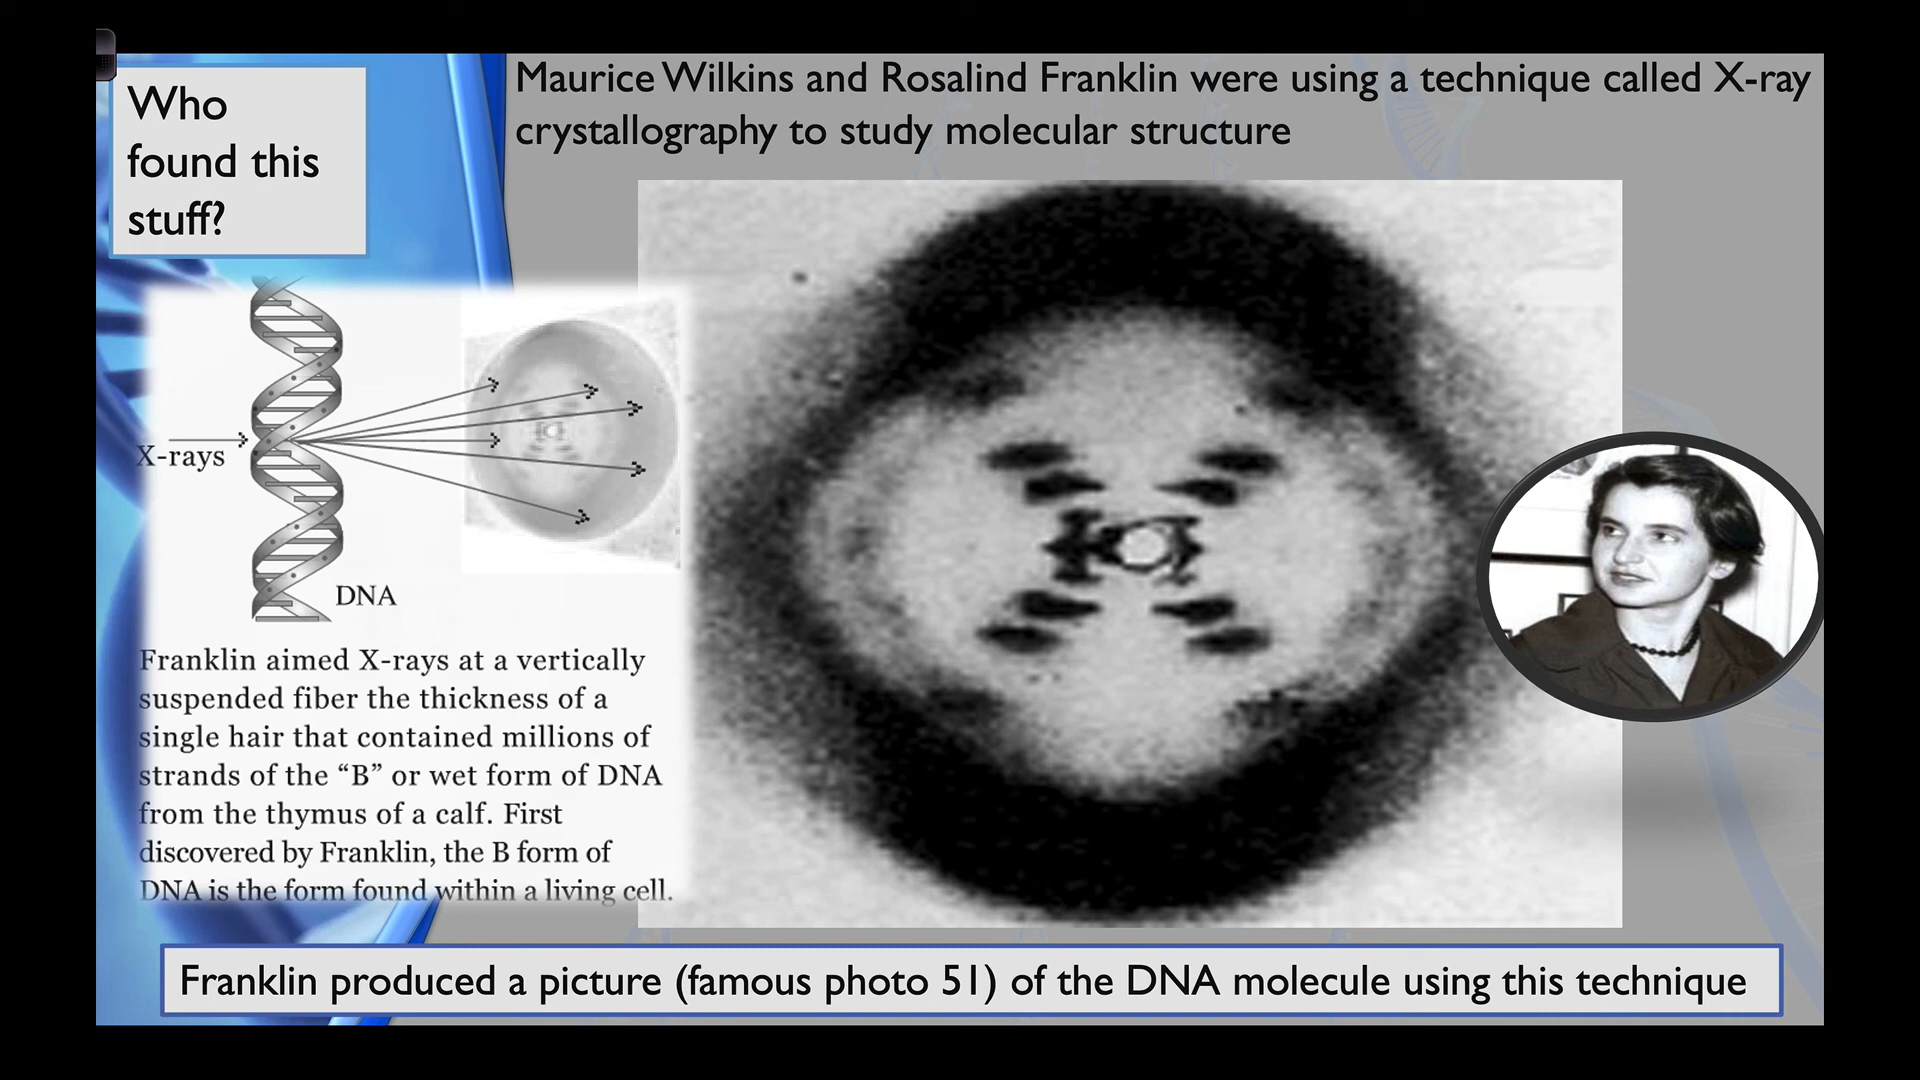 Who
found this
stuff?
Maurice Wilkins and Rosalind Franklin were using a technique called X-ray
crystallography to study molecular structure
X-rays
DNA
Franklin aimed X-rays at a vertically
suspended fiber the thickness of a
single hair that contained millions of
strands of the “B” or wet form of DNA
from the thymus of a calf. First
discovered by Franklin, the B form of
DNA is the form found within a living cell.
Franklin produced a picture (famous photo 51) of the DNA molecule using this technique